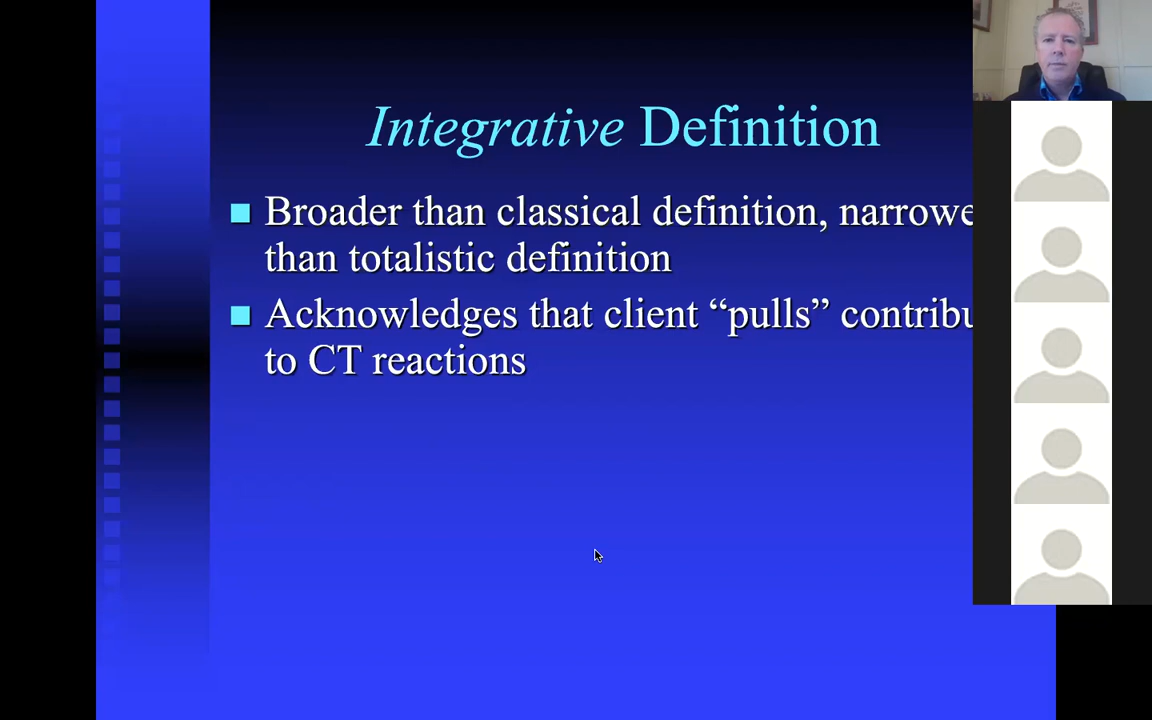 Integrative Definition
Broader than classical definition, narrowe
than totalistic definition
Acknowledges that client “pulls” contribu
to CT reactions